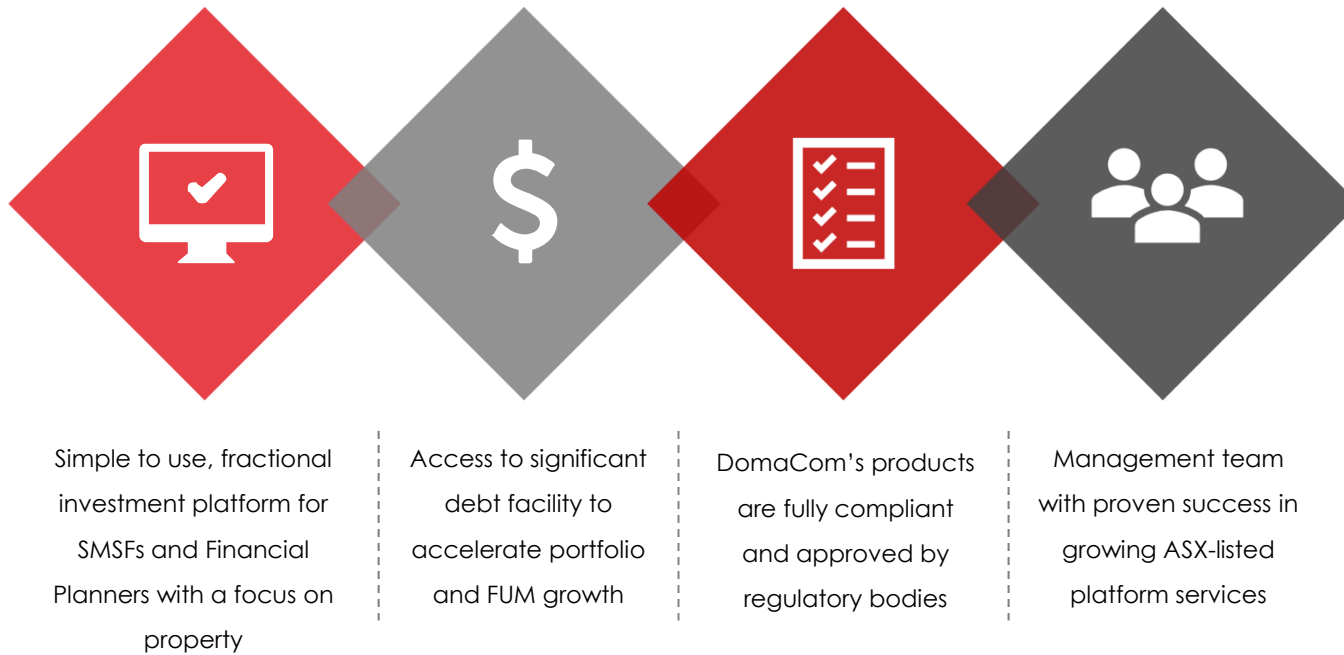 Simple to use, fractional
investment platform for
SMSFs and Financial
Planners with a focus on
property
Access to significant
debt facility to
accelerate portfolio
and FUM growth
DomaCom’s products
are fully compliant
and approved by
regulatory bodies
Management team
with proven success in
growing ASX-listed
platform services